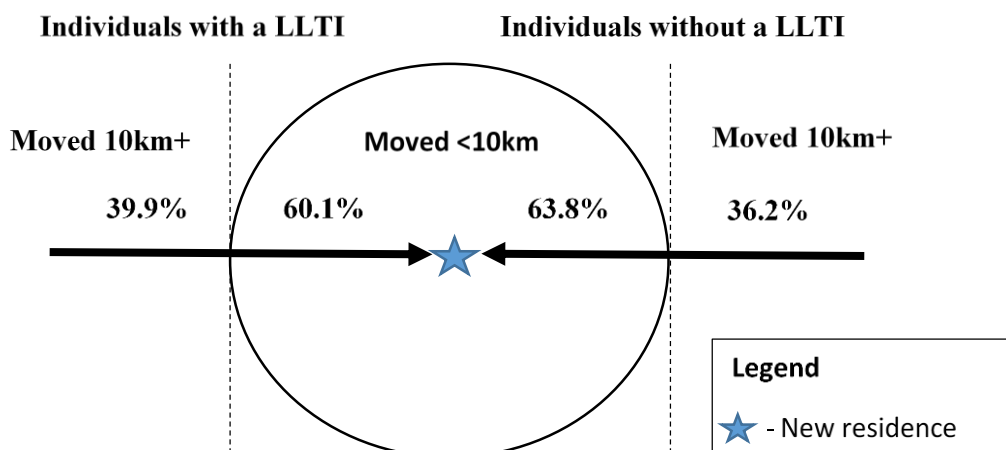 Individuals with a LLTI
Individuals without a LLTI
Moved 10km+
Moved <10km
Moved 10km+
39.9%
60.1%
63.8%
36.2%
Legend
- New residence